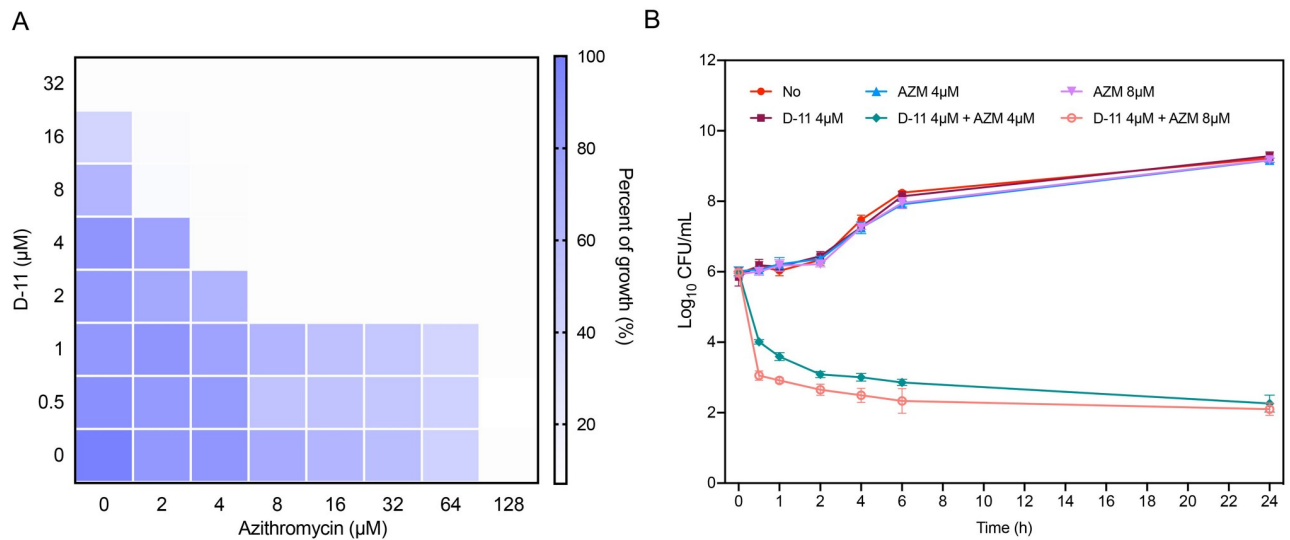 A
32
16
8
4
2
1
0.5
0
D-11 (μM)
0 2 4 8 16 32 64 128
Azithromycin (μM)
100
80
60
40
20
Percent of growth (%)
B
12
10
8
6
4
2
0
Log10 CFU/mL
No AZM 4μM AZM 8μM
D-11 4μM D-11 4μM + AZM 4μM D-11 4μM + AZM 8μM
0 1 2 4 6 8 10 12 14 16 18 20 22 24
Time (h)